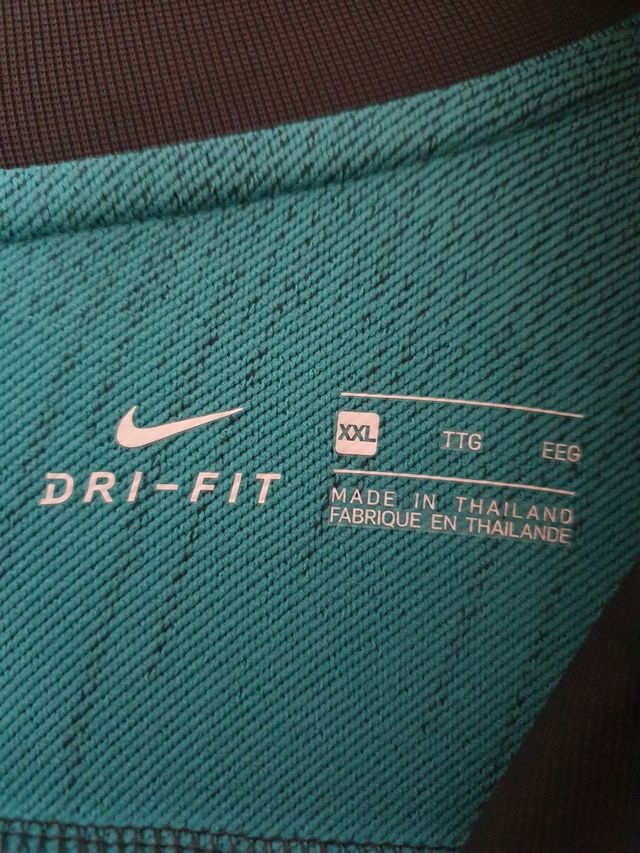 DRI-FIT
XXL TTG EEG
MADE IN THAILAND
FABRIQUE EN THAILANDE